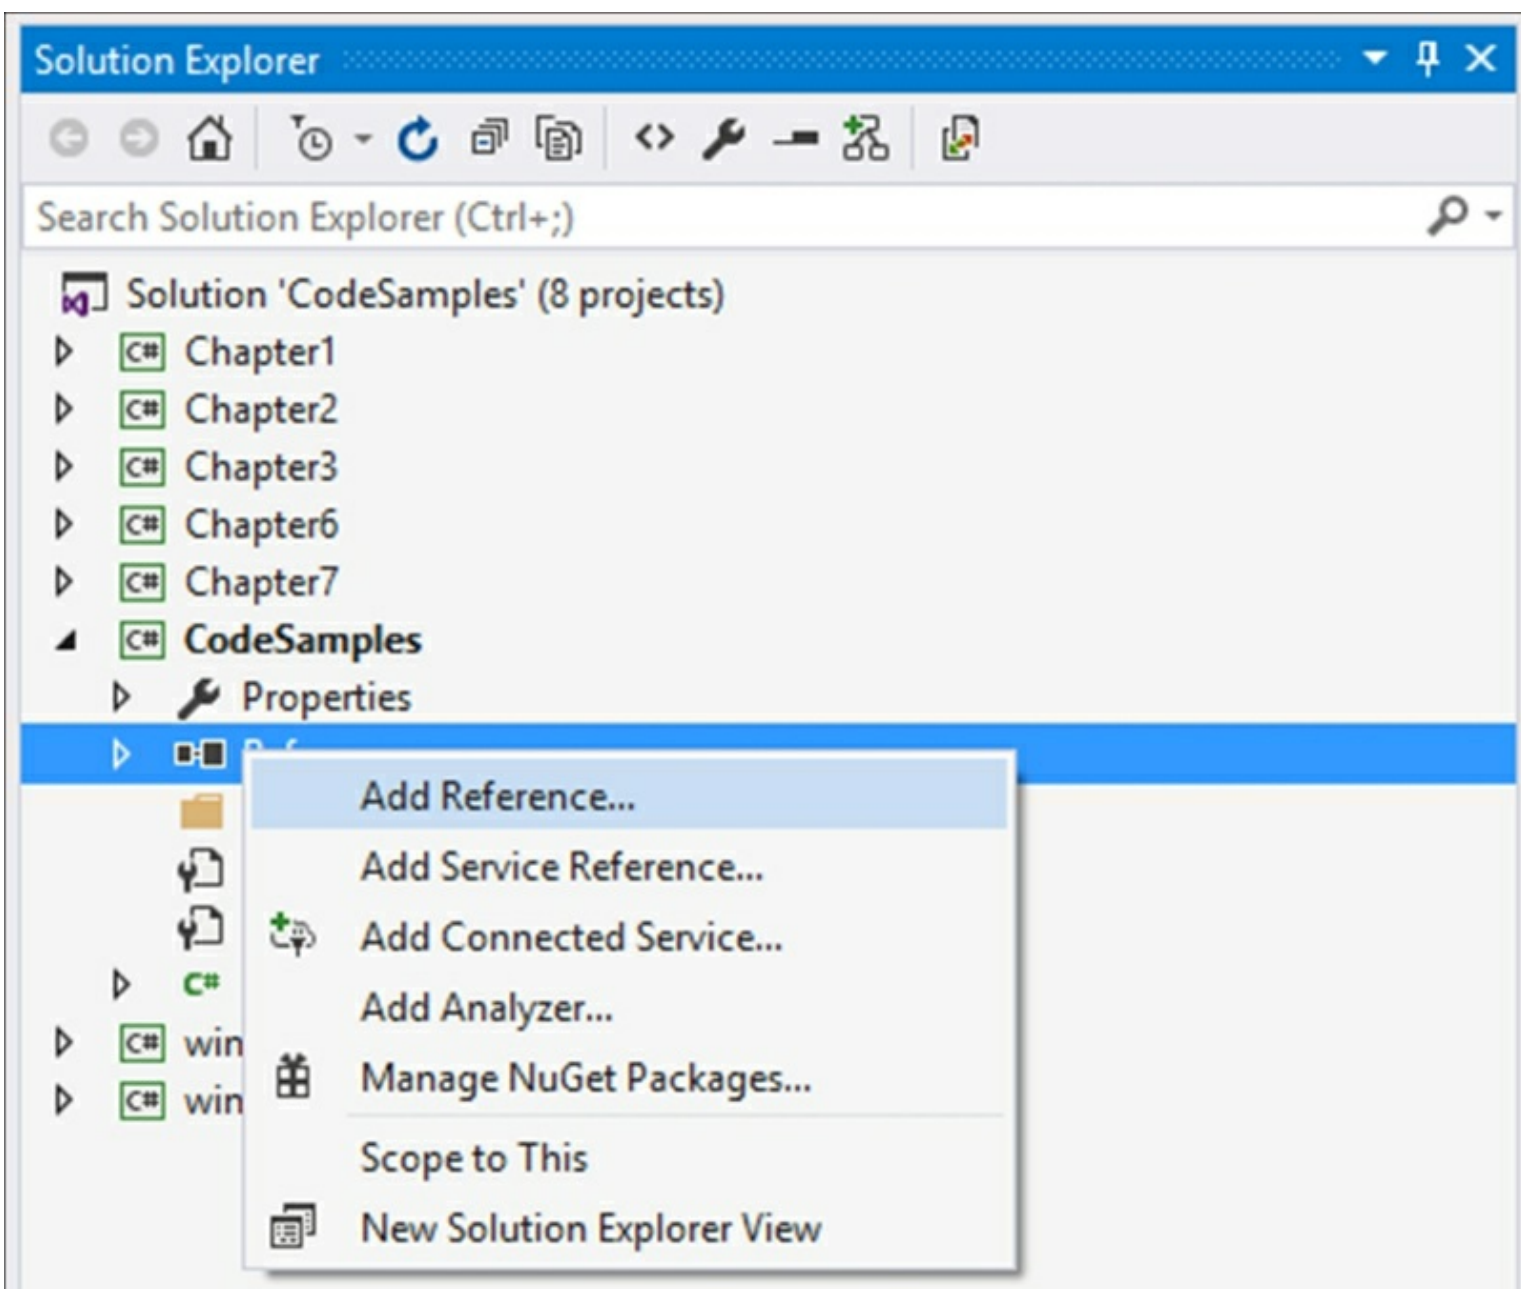 Solution Explorer
Search Solution Explorer (Ctrl+;)
Solution 'CodeSamples' (8 projects)
C# Chapter1
C# Chapter2
C# Chapter3
C# Chapter6
C# Chapter7
C# CodeSamples
Properties
Add Reference...
Add Service Reference...
Add Connected Service...
Add Analyzer...
C#
C# win
Manage NuGet Packages...
C# win
Scope to This
New Solution Explorer View